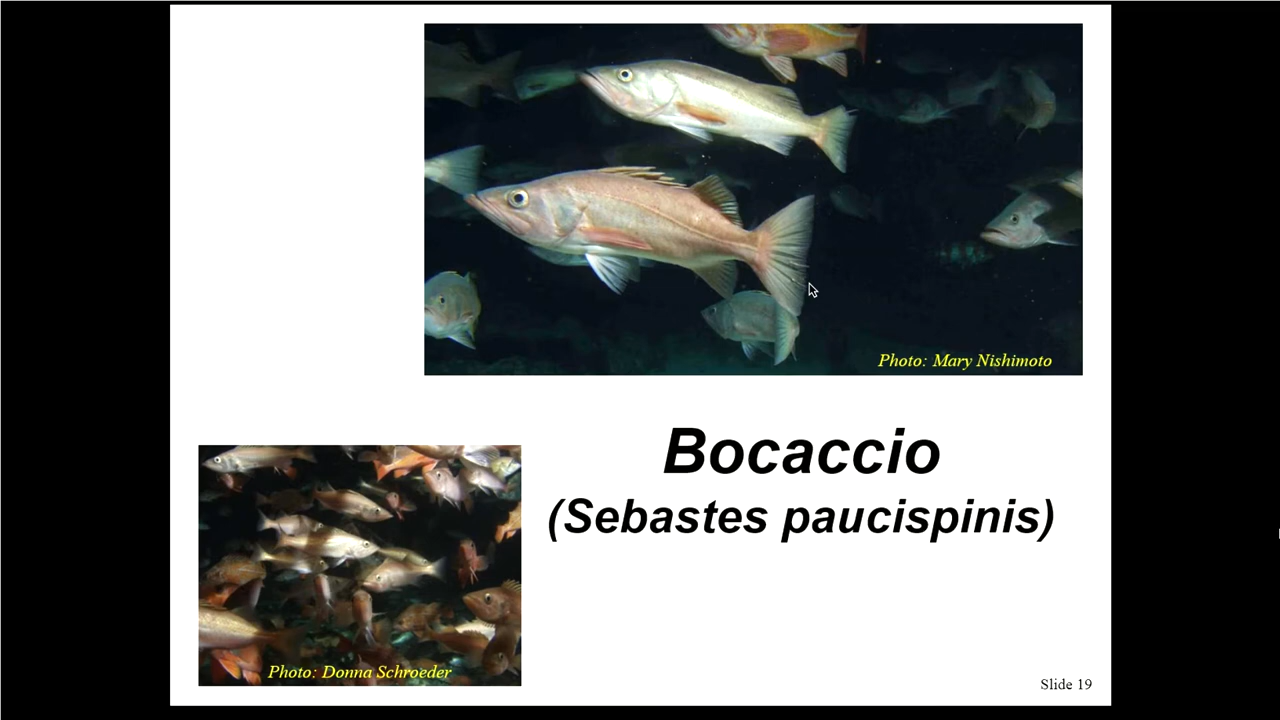 Photo: Mary Nishimoto
Bocaccio
(Sebastes paucispinis)
Photo: Donna Schroeder
Slide 19